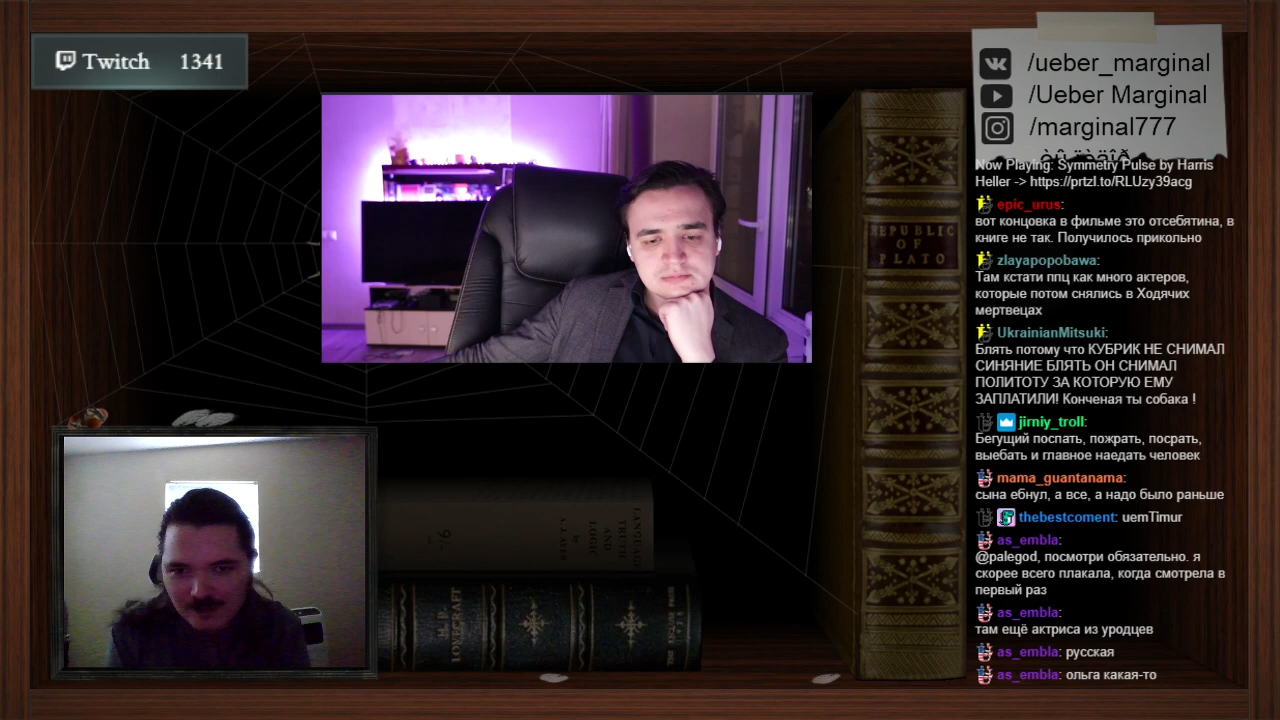 Twitch 1341
/ueber_marginal
/Ueber Marginal
/marginal777
Now Playing: Symmetry Pulse by Harris
Heller -> https://prtzl.to/RLUzy39acg
epic_urus:
вот концовка в фильме это отсебятина, в
книге не так. Получилось прикольно
zlayapopobawa:
Там кстати ппц как много актеров,
которые потом снялись в Ходячих
мертвецах
UkrainianMitsuki:
Блять потому что КУБРИК НЕ СНИМАЛ
СИНЯНИЕ БЛЯТЬ ОН СНИМАЛ
ПОЛИТОТУ ЗА КОТОРУЮ ЕМУ
ЗАПЛАТИЛИ! Конченая ты собака !
jirniy_troll:
Бегущий поспать, пожрать, посрать,
выебать и главное наедать человек
mama_guantanama:
сына ебнул, а все, а надо было раньше
thebestcoment: uemTimur
as_embla:
@palegod, посмотри обязательно. я
скорее всего плакала, когда смотрела в
первый раз
as_embla:
там ещё актриса из уродцев
as_embla: русская
as_embla: ольга какая-то
REPUBLIC
OF
PLATO
LANGUAGE
TRUTH
AND
LOGIC
by
A.J.AYER
H.P.
LOVECRAFT